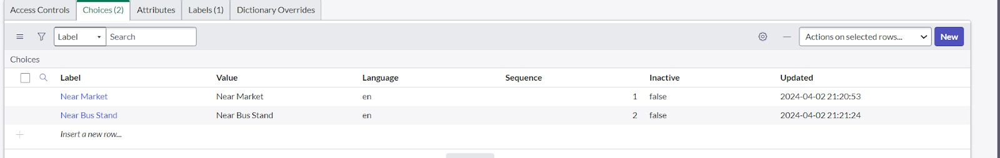 Access Controls Choices (2) Attributes Labels (1) Dictionary Overrides
Label Search Actions on selected rows... New
Choices
Label Value Language Sequence Inactive Updated
Near Market Near Market en 1 false 2024-04-02 21:20:53
Near Bus Stand Near Bus Stand en 2 false 2024-04-02 21:21:24
Insert a new row...